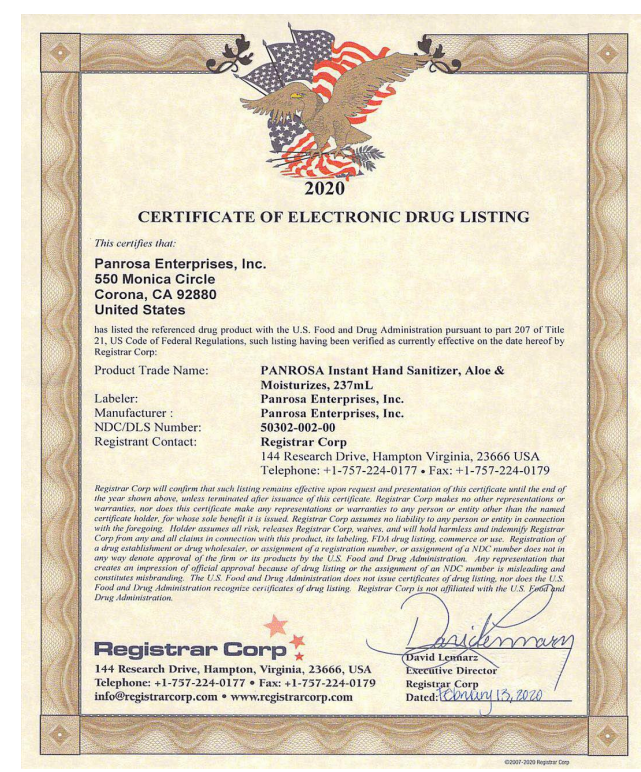 2020
CERTIFICATE OF ELECTRONIC DRUG LISTING
This certifies that:
Panrosa Enterprises, Inc.
550 Monica Circle
Corona, CA 92880
United States
has listed the referenced drug product with the U.S. Food and Drug Administration pursuant to part 207 of Title
21, US Code of Federal Regulations, such listing having been verified as currently effective on the date hereof by
Registrar Corp:
Product Trade Name: PANROSA Instant Hand Sanitizer, Aloe &
Moisturizes, 237mL
Labeler: Panrosa Enterprises, Inc.
Manufacturer : Panrosa Enterprises, Inc.
NDC/DLS Number: 50302-002-00
Registrant Contact: Registrar Corp
144 Research Drive, Hampton Virginia, 23666 USA
Telephone: +1-757-224-0177 • Fax: +1-757-224-0179
Registrar Corp will confirm that such listing remains effective upon request and presentation of this certificate until the end of
the year shown above, unless terminated after issuance of this certificate. Registrar Corp makes no other representations or
warranties, nor does this certificate make any representations or warranties to any person or entity other than the named
certificate holder, for whose sole benefit it is issued. Registrar Corp assumes no liability to any person or entity in connection
with the foregoing. Holder assumes all risk, releases Registrar Corp, waives, and will hold harmless and indemnify Registrar
Corp from any and all claims in connection with this product, its labeling, FDA drug listing, commerce or use. Registration of
a drug establishment or drug wholesaler, or assignment of a registration number, or assignment of a NDC number does not in
any way denote approval of the firm or its products by the U.S. Food and Drug Administration. Any representation that
creates an impression of official approval because of drug listing or the assignment of an NDC number is misleading and
constitutes misbranding. The U.S. Food and Drug Administration does not issue certificates of drug listing, nor does the U.S.
Food and Drug Administration recognize certificates of drug listing. Registrar Corp is not affiliated with the U.S. Food and
Drug Administration.
Registrar Corp
144 Research Drive, Hampton, Virginia, 23666, USA
Telephone: +1-757-224-0177 • Fax: +1-757-224-0179
info@registrarcorp.com • www.registrarcorp.com
David Lennarz
David Lennarz
Executive Director
Registrar Corp
Dated: February 13, 2020
©2007-2020 Registrar Corp